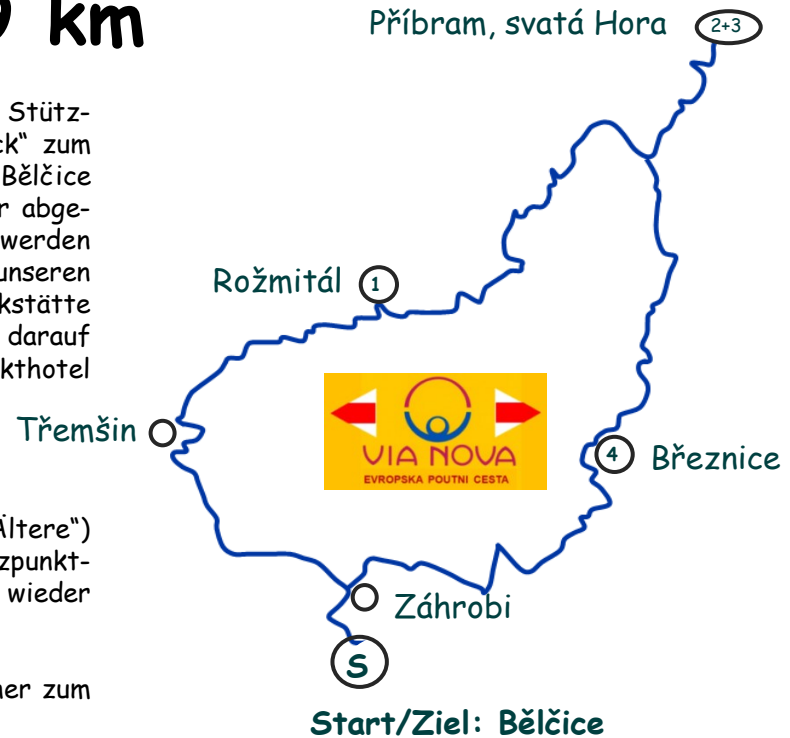 km
Příbram, svatá Hora
2+3
Stütz-
ck“ zum
Bělčice
r abge-
werden
unseren
kstätte
darauf
kthotel
Rožmitál
1
Třemšin
VIA NOVA
EVROPSKA POUTNI CESTA
4
Březnice
Ältere“)
zpunkt-
wieder
Záhrobi
S
ner zum
Start/Ziel: Bělčice